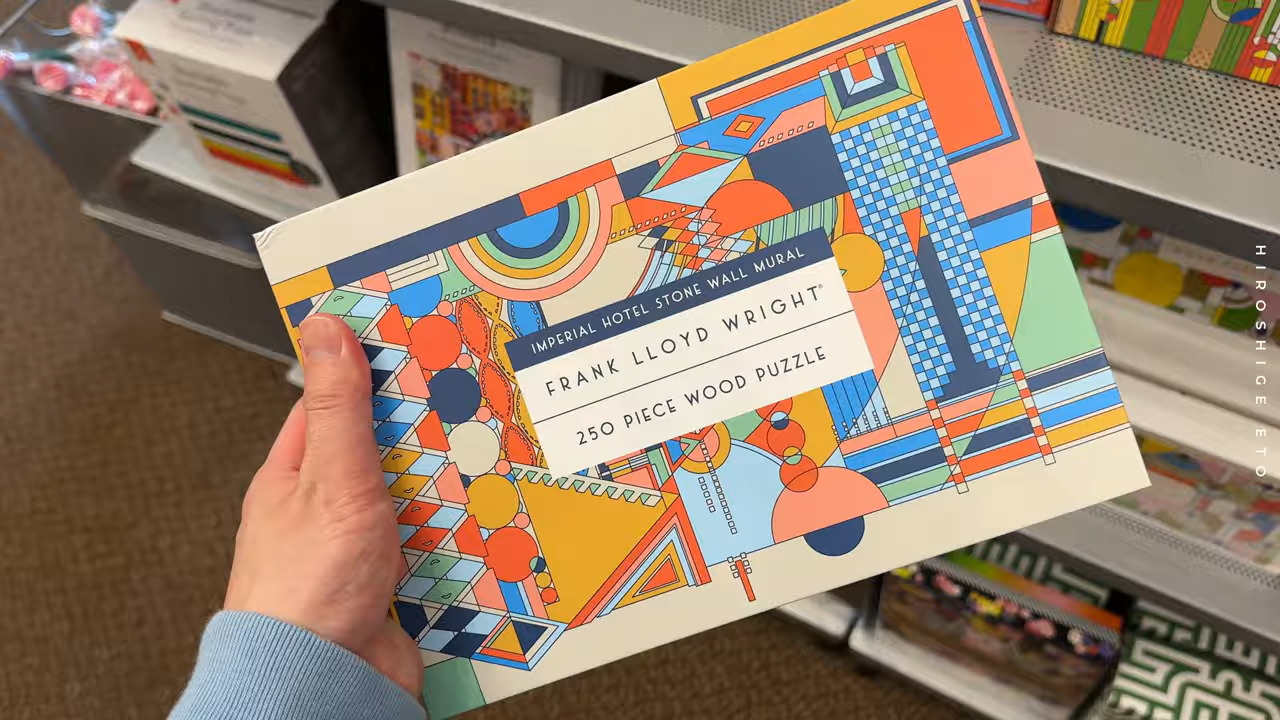 IMPERIAL HOTEL STONE WALL MURAL
FRANK LLOYD WRIGHT®
250 PIECE WOOD PUZZLE
HIROSHIGE ETO